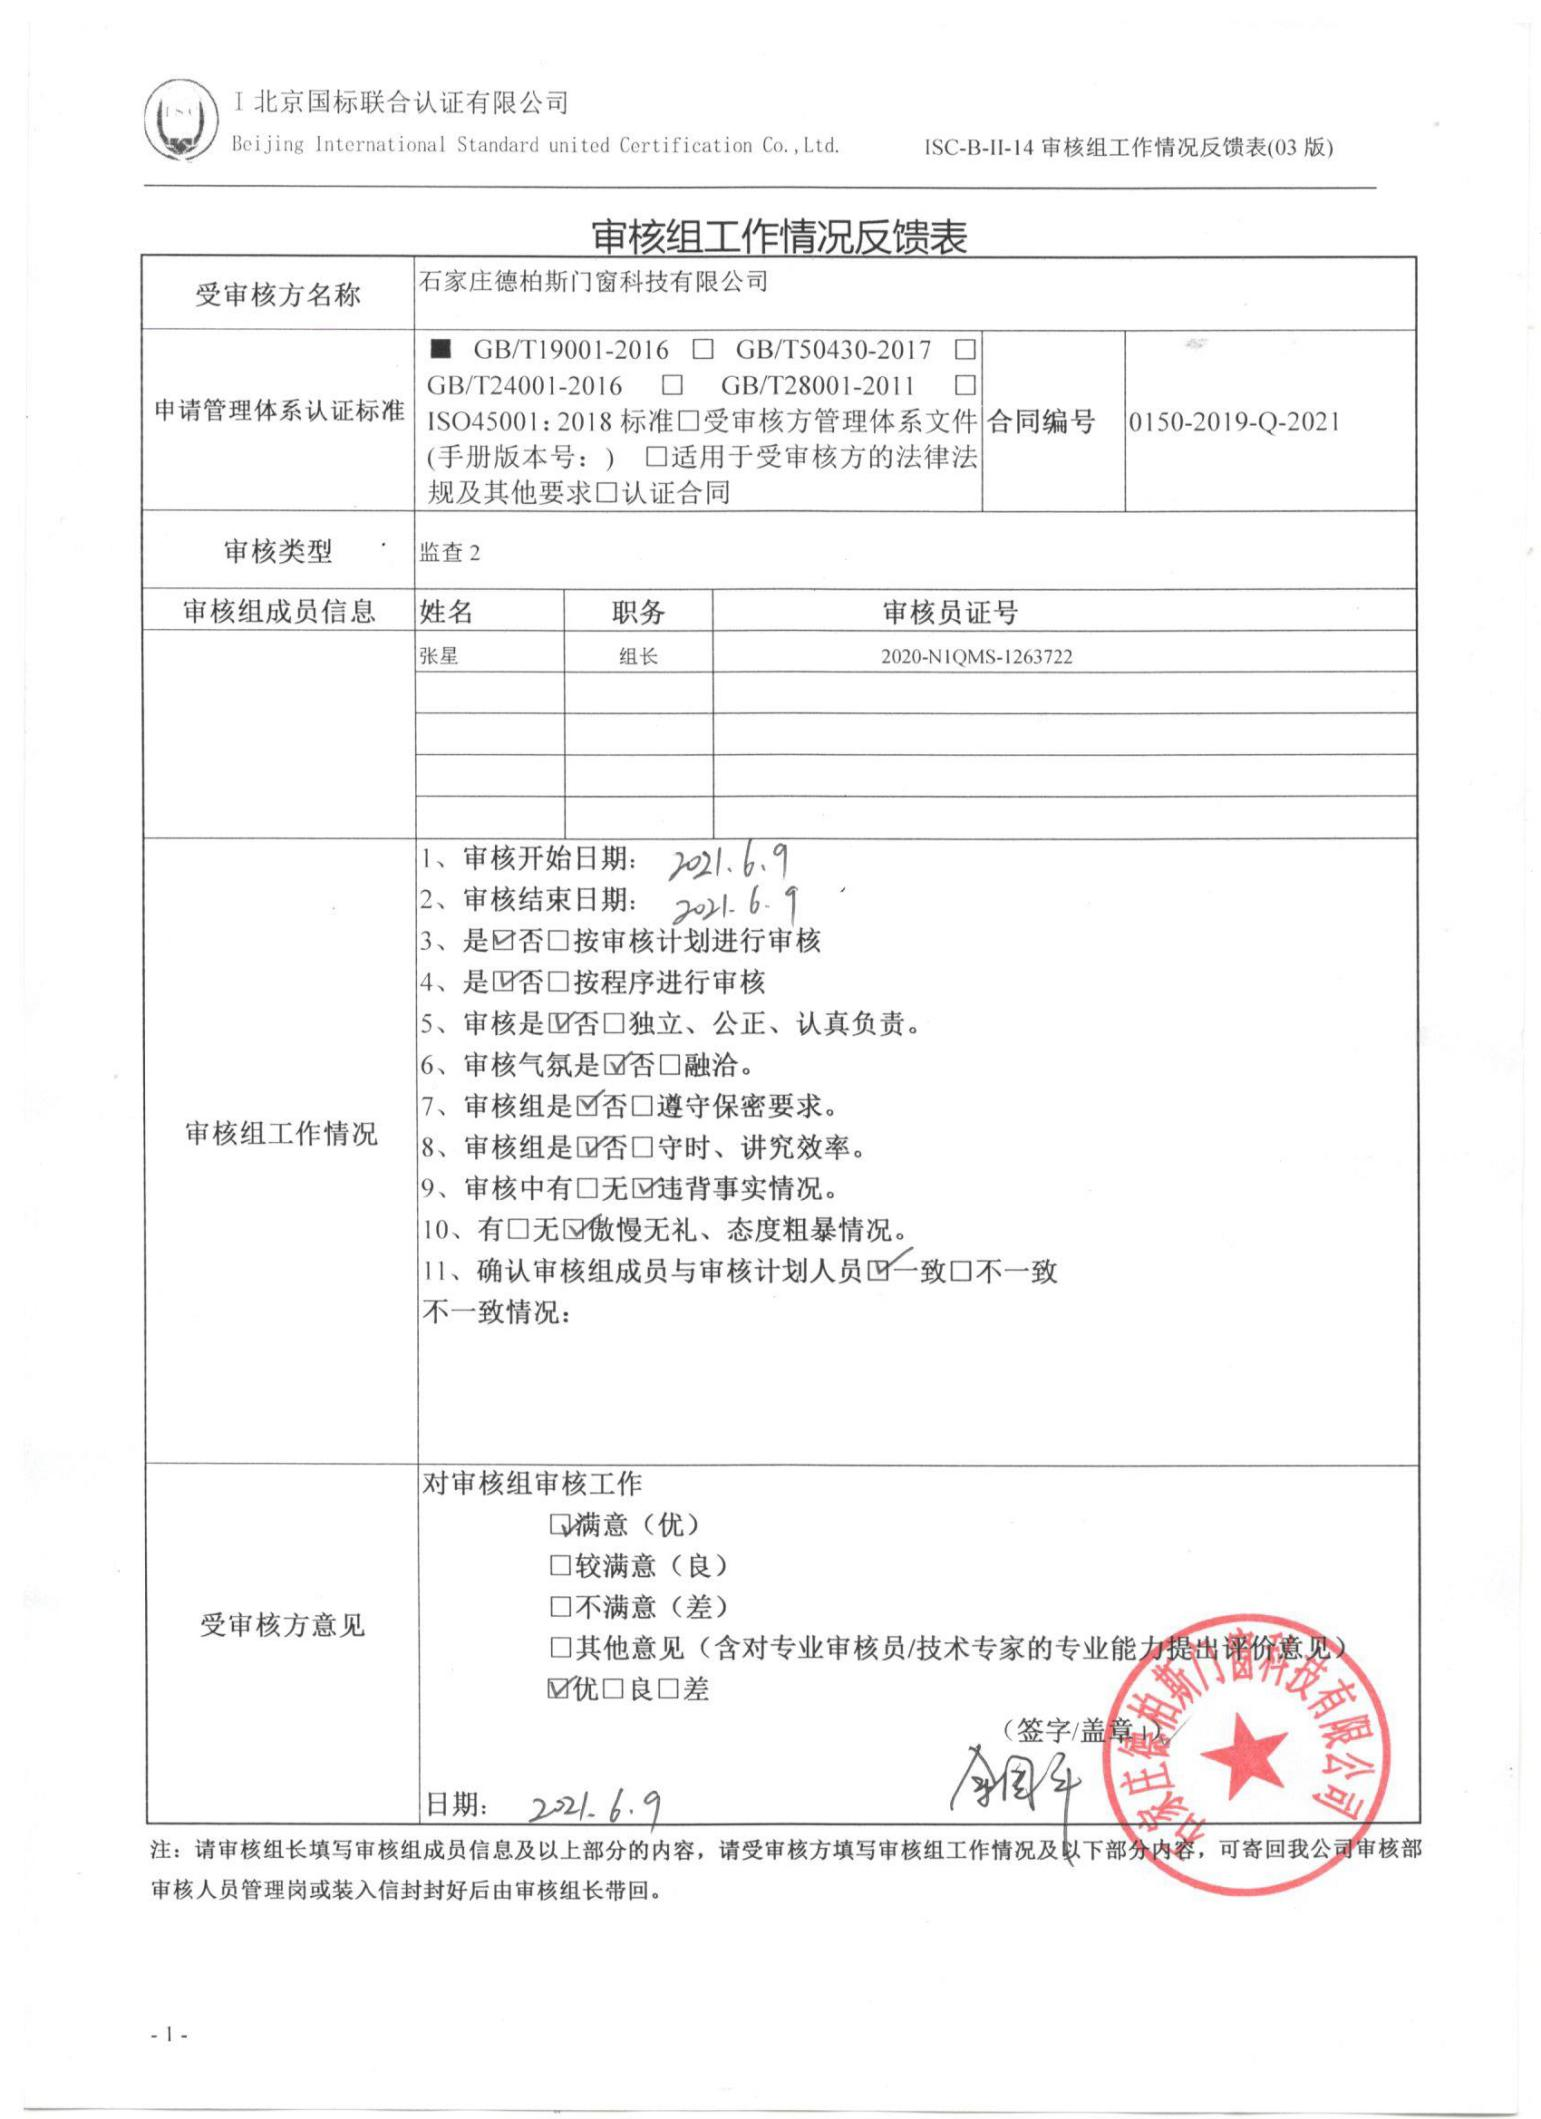 ISC
I 北京国标联合认证有限公司
Beijing International Standard united Certification Co.,Ltd.
ISC-B-II-14 审核组工作情况反馈表(03 版)
审核组工作情况反馈表
受审核方名称
石家庄德柏斯门窗科技有限公司
申请管理体系认证标准
■ GB/T19001-2016 □ GB/T50430-2017 □
GB/T24001-2016 □ GB/T28001-2011 □
ISO45001:2018 标准□受审核方管理体系文件
(手册版本号: ) □适用于受审核方的法律法
规及其他要求□认证合同
合同编号
0150-2019-Q-2021
审核类型
监查 2
审核组成员信息
姓名 职务 审核员证号
张星 组长 2020-N1QMS-1263722
审核组工作情况
1、审核开始日期: 2021.6.9
2、审核结束日期: 2021.6.9
3、是☑否□按审核计划进行审核
4、是☑否□按程序进行审核
5、审核是☑否□独立、公正、认真负责。
6、审核气氛是☑否□融洽。
7、审核组是☑否□遵守保密要求。
8、审核组是☑否□守时、讲究效率。
9、审核中有□无☑违背事实情况。
10、有□无☑傲慢无礼、态度粗暴情况。
11、确认审核组成员与审核计划人员☑一致□不一致
不一致情况:
受审核方意见
对审核组审核工作
☑满意（优）
□较满意（良）
□不满意（差）
□其他意见（含对专业审核员/技术专家的专业能力提出评价意见）
☑优□良□差
（签字/盖章）
日期: 2021.6.9
石家庄德柏斯门窗科技有限公司
注：请审核组长填写审核组成员信息及以上部分的内容，请受审核方填写审核组工作情况及以下部分内容，可寄回我公司审核部
审核人员管理岗或装入信封封好后由审核组长带回。
- 1 -